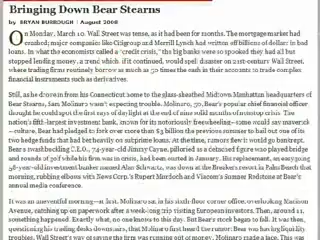 Bringing Down Bear Stearns
by BRYAN BURROUGH | August 2008
On Monday, March 10, Wall Street was tense, as it had been for months. The mortgage market had
crashed; major companies like Citigroup and Merrill Lynch had written off billions of dollars in bad
loans. In what the economists called a "credit crisis," the big banks were so spooked they had all but
stopped lending money, a trend which, if it continued, would spell disaster on 21st-century Wall Street,
where trading firms routinely borrow as much as 50 times the cash in their accounts to trade complex
financial instruments such as derivatives.
Still, as he drove in from his Connecticut home to the glass-sheathed Midtown Manhattan headquarters of
Bear Stearns, Sam Molinaro wasn't expecting trouble. Molinaro, 50, Bear's popular chief financial officer
thought he could spot the first rays of daylight at the end of nine solid months of nonstop crisis. The
nation's fifth-largest investment bank, known for its notoriously freewheeling—some would say maverick
—culture, Bear had pledged to fork over more than $3 billion the previous summer to bail out one of its
two hedge funds that had bet heavily on subprime loans. At the time, rumors flew it would go bankrupt.
Bear's swashbuckling C.E.O., 74-year-old Jimmy Cayne, pilloried as a detached figure who played bridge
and rounds of golf while his firm was in crisis, had been ousted in January. His replacement, an easygoing
58-year-old investment banker named Alan Schwartz, was down at the Breakers resort in Palm Beach that
morning, rubbing elbows with News Corp.'s Rupert Murdoch and Viacom's Sumner Redstone at Bear's
annual media conference.
It was an uneventful morning—at first. Molinaro sat in his sixth-floor corner office, overlooking Madison
Avenue, catching up on paperwork after a week-long trip visiting European investors. Then, around 11,
something happened. Exactly what, no one knows to this day. But Bear's stock began to fall. It was then,
questioning his trading desks downstairs, that Molinaro first heard the rumor: Bear was having liquidity
troubles, Wall Street's way of saying the firm was running out of money. Molinaro made a face.